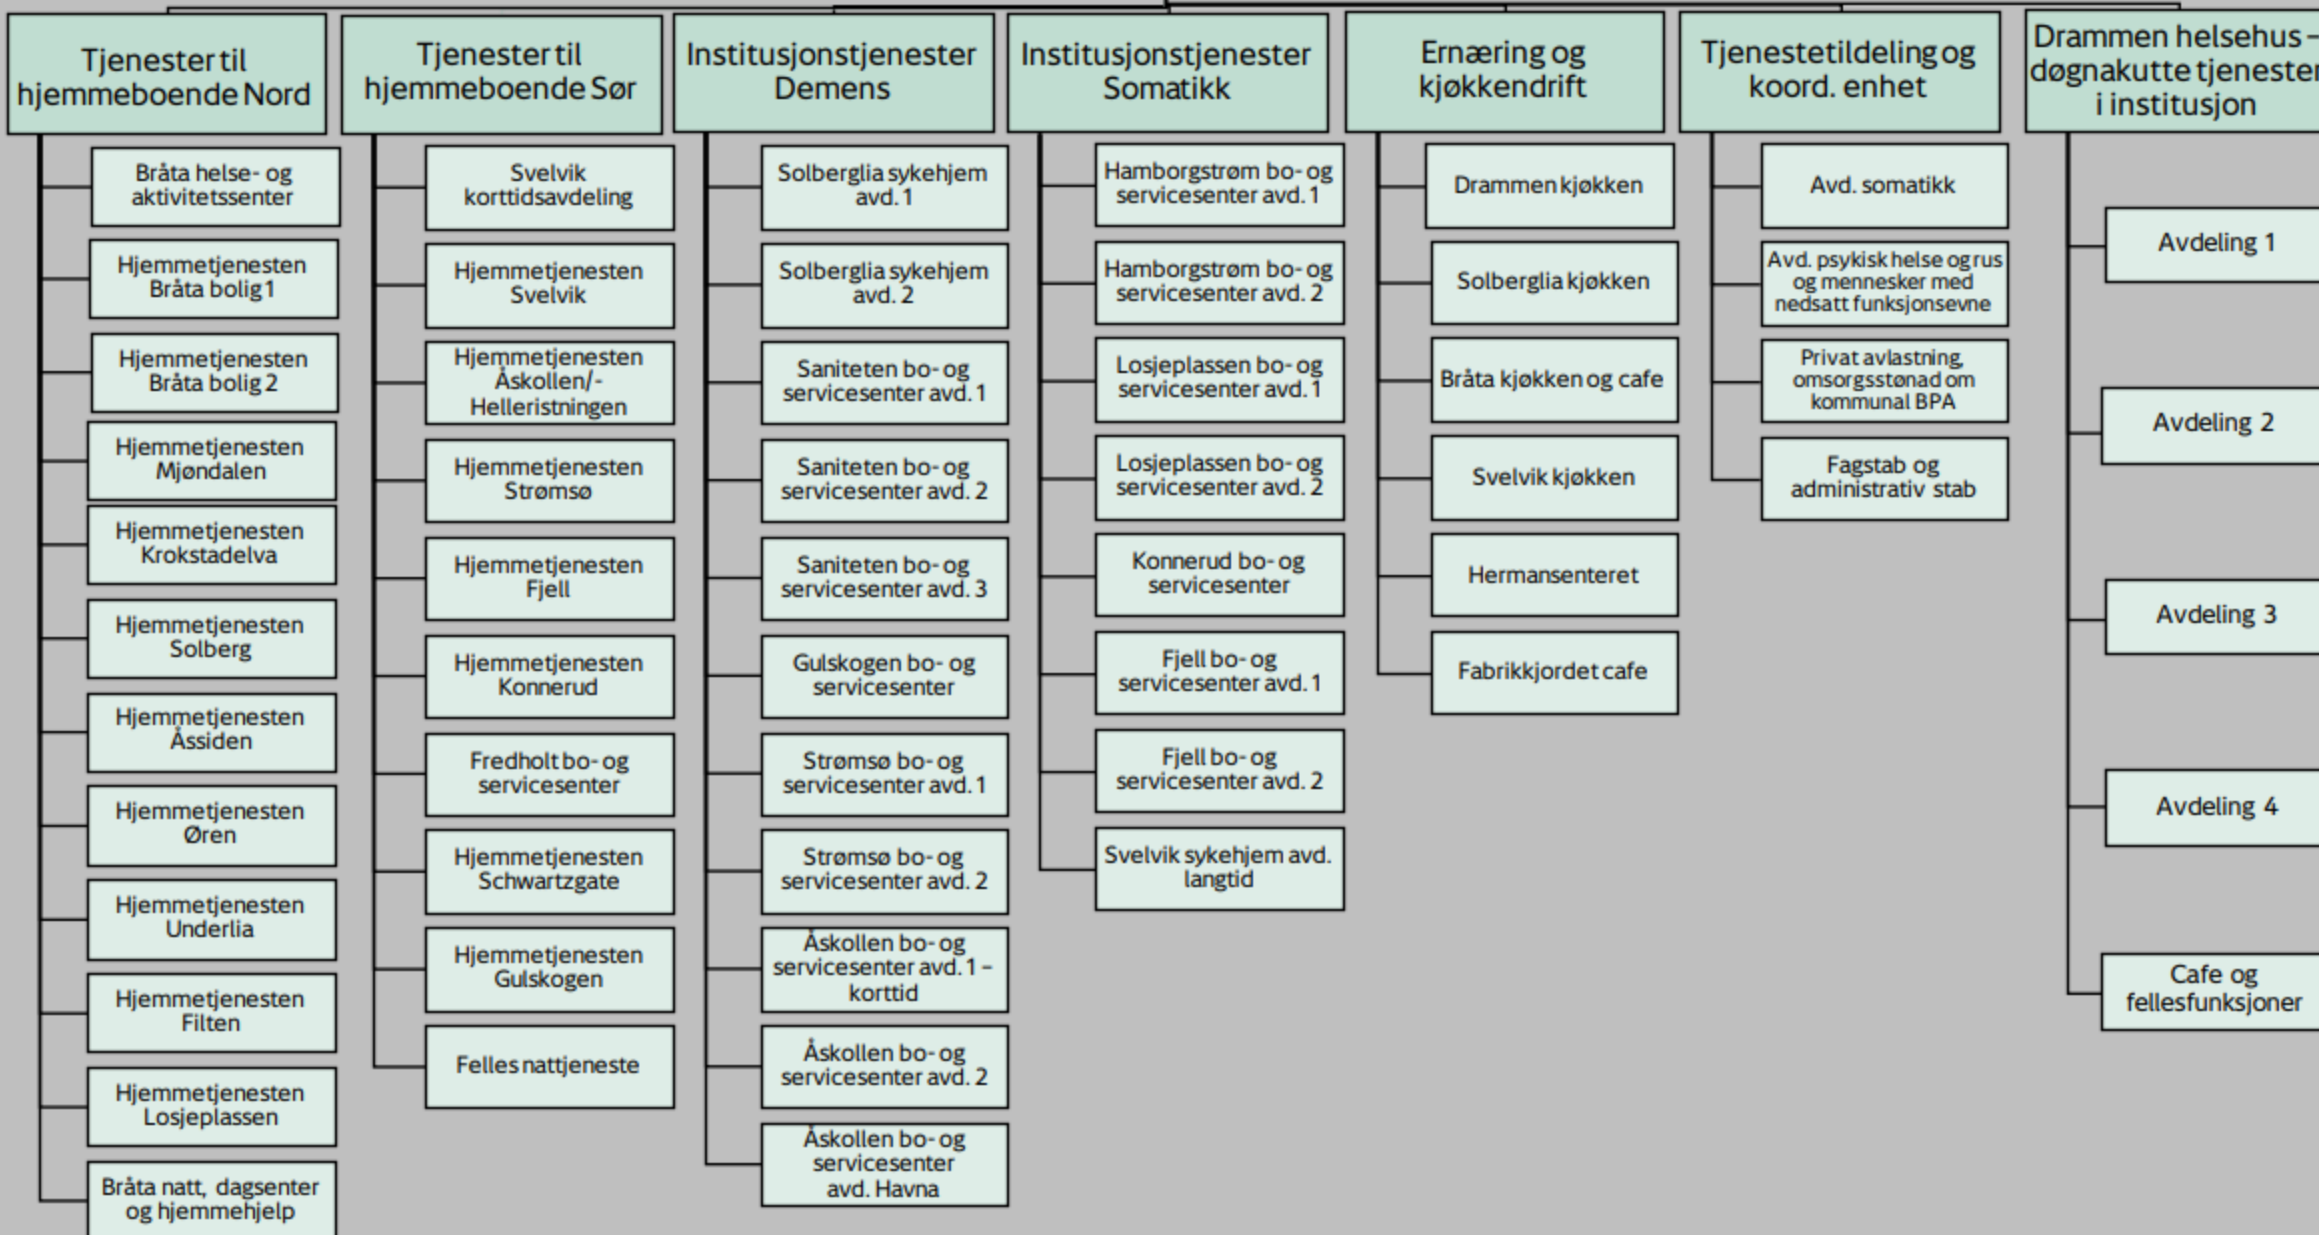 Tjenester til
hjemmeboende Nord
Bråta helse- og
aktivitetssenter
Hjemmetjenesten
Bråta bolig 1
Hjemmetjenesten
Bråta bolig 2
Hjemmetjenesten
Mjøndalen
Hjemmetjenesten
Krokstadelva
Hjemmetjenesten
Solberg
Hjemmetjenesten
Åssiden
Hjemmetjenesten
Øren
Hjemmetjenesten
Underlia
Hjemmetjenesten
Filten
Hjemmetjenesten
Losjeplassen
Bråta natt, dagsenter
og hjemmehjelp
Tjenester til
hjemmeboende Sør
Svelvik
korttidsavdeling
Hjemmetjenesten
Svelvik
Hjemmetjenesten
Åskollen/-
Helleristningen
Hjemmetjenesten
Strømsø
Hjemmetjenesten
Fjell
Hjemmetjenesten
Konnerud
Fredholt bo- og
servicesenter
Hjemmetjenesten
Schwartzgate
Hjemmetjenesten
Gulskogen
Felles nattjeneste
Institusjonstjenester
Demens
Solberglia sykehjem
avd. 1
Solberglia sykehjem
avd. 2
Saniteten bo- og
servicesenter avd. 1
Saniteten bo- og
servicesenter avd. 2
Saniteten bo- og
servicesenter avd. 3
Gulskogen bo- og
servicesenter
Strømsø bo- og
servicesenter avd. 1
Strømsø bo- og
servicesenter avd. 2
Åskollen bo- og
servicesenter avd. 1 –
korttid
Åskollen bo- og
servicesenter avd. 2
Åskollen bo- og
servicesenter
avd. Havna
Institusjonstjenester
Somatikk
Hamborgstrøm bo- og
servicesenter avd. 1
Hamborgstrøm bo- og
servicesenter avd. 2
Losjeplassen bo- og
servicesenter avd. 1
Losjeplassen bo- og
servicesenter avd. 2
Konnerud bo- og
servicesenter
Fjell bo- og
servicesenter avd. 1
Fjell bo- og
servicesenter avd. 2
Svelvik sykehjem avd.
langtid
Ernæring og
kjøkkendrift
Drammen kjøkken
Solberglia kjøkken
Bråta kjøkken og cafe
Svelvik kjøkken
Hermansenteret
Fabrikkjordet cafe
Tjenestetildeling og
koord. enhet
Avd. somatikk
Avd. psykisk helse og rus
og mennesker med
nedsatt funksjonsevne
Privat avlastning,
omsorgsstønad om
kommunal BPA
Fagstab og
administrativ stab
Drammen helsehus –
døgnakutte tjenester
i institusjon
Avdeling 1
Avdeling 2
Avdeling 3
Avdeling 4
Cafe og
fellesfunksjoner